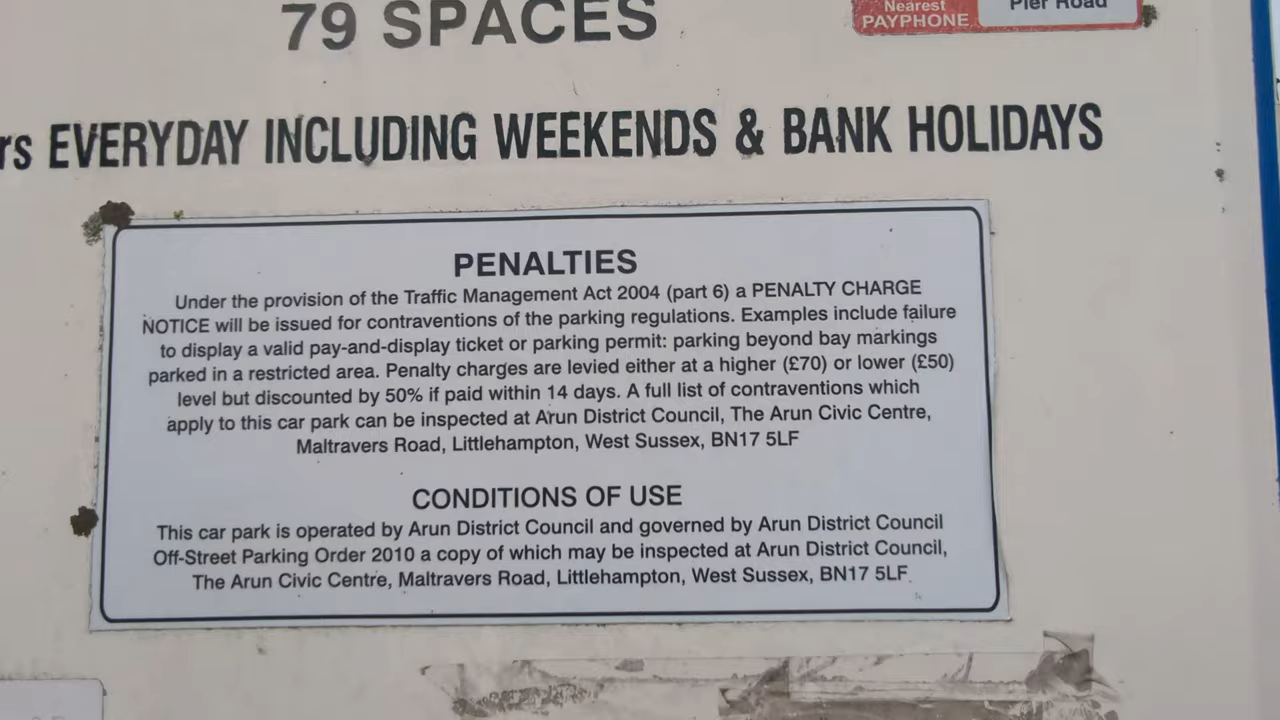 79 SPACES
Nearest
PAYPHONE
Pier Road
rs EVERYDAY INCLUDING WEEKENDS & BANK HOLIDAYS
PENALTIES
Under the provision of the Traffic Management Act 2004 (part 6) a PENALTY CHARGE
NOTICE will be issued for contraventions of the parking regulations. Examples include failure
to display a valid pay-and-display ticket or parking permit: parking beyond bay markings
parked in a restricted area. Penalty charges are levied either at a higher (£70) or lower (£50)
level but discounted by 50% if paid within 14 days. A full list of contraventions which
apply to this car park can be inspected at Arun District Council, The Arun Civic Centre,
Maltravers Road, Littlehampton, West Sussex, BN17 5LF
CONDITIONS OF USE
This car park is operated by Arun District Council and governed by Arun District Council
Off-Street Parking Order 2010 a copy of which may be inspected at Arun District Council,
The Arun Civic Centre, Maltravers Road, Littlehampton, West Sussex, BN17 5LF